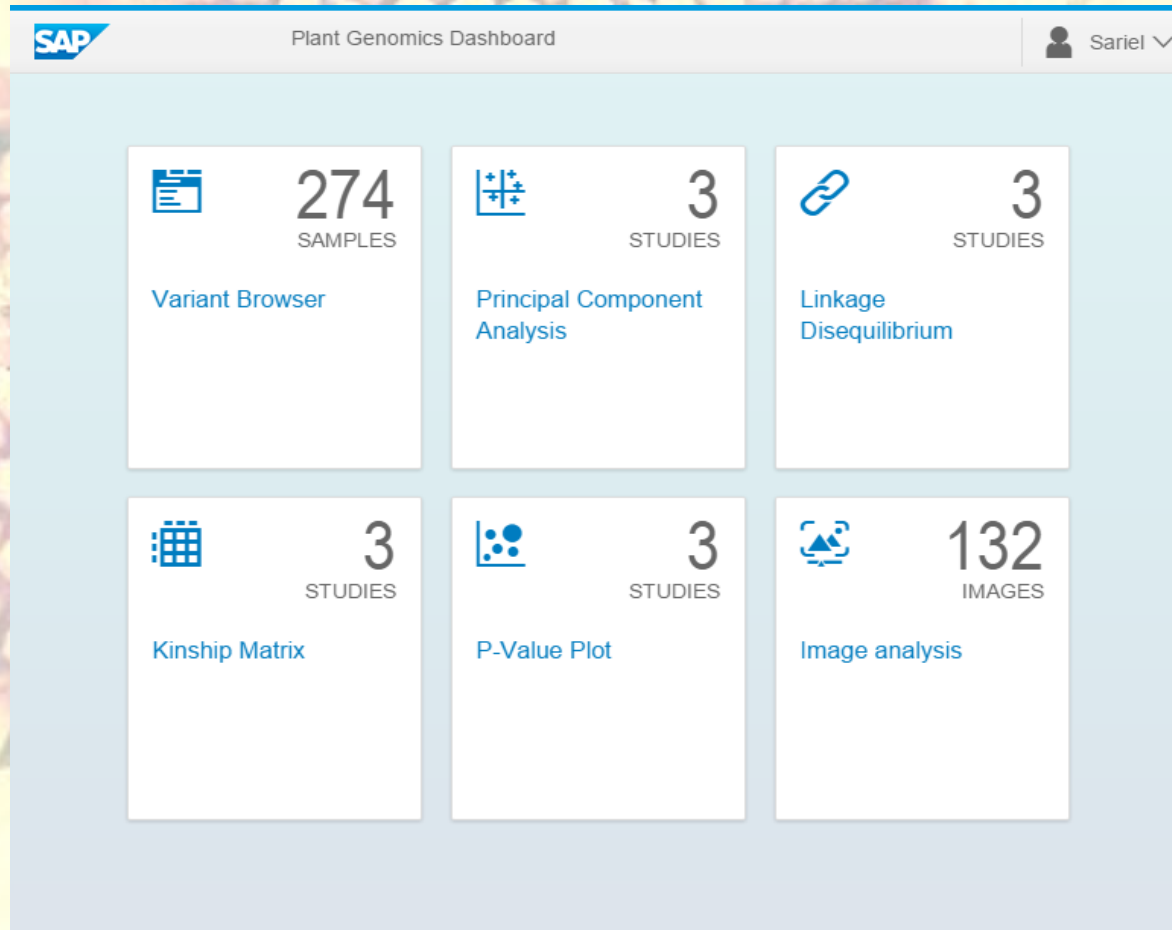 SAP
Plant Genomics Dashboard
Sariel
274
SAMPLES
Variant Browser
3
STUDIES
Principal Component
Analysis
3
STUDIES
Linkage
Disequilibrium
3
STUDIES
Kinship Matrix
3
STUDIES
P-Value Plot
132
IMAGES
Image analysis